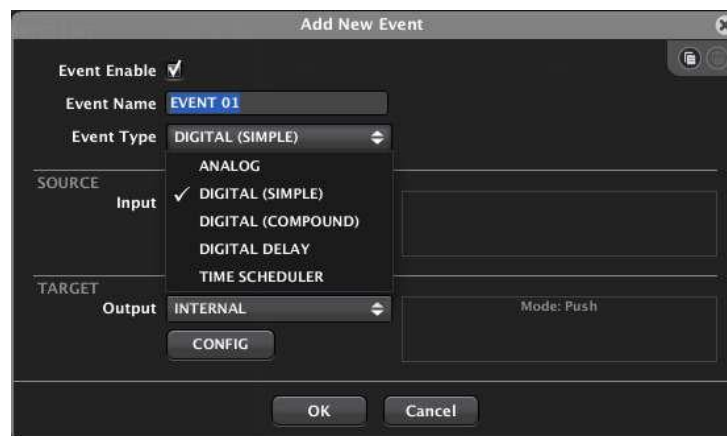 Add New Event
Event Enable
Event Name EVENT 01
Event Type DIGITAL (SIMPLE)
ANALOG
SOURCE
✓ DIGITAL (SIMPLE)
Input
DIGITAL (COMPOUND)
DIGITAL DELAY
TIME SCHEDULER
TARGET
Output INTERNAL
Mode: Push
CONFIG
OK Cancel